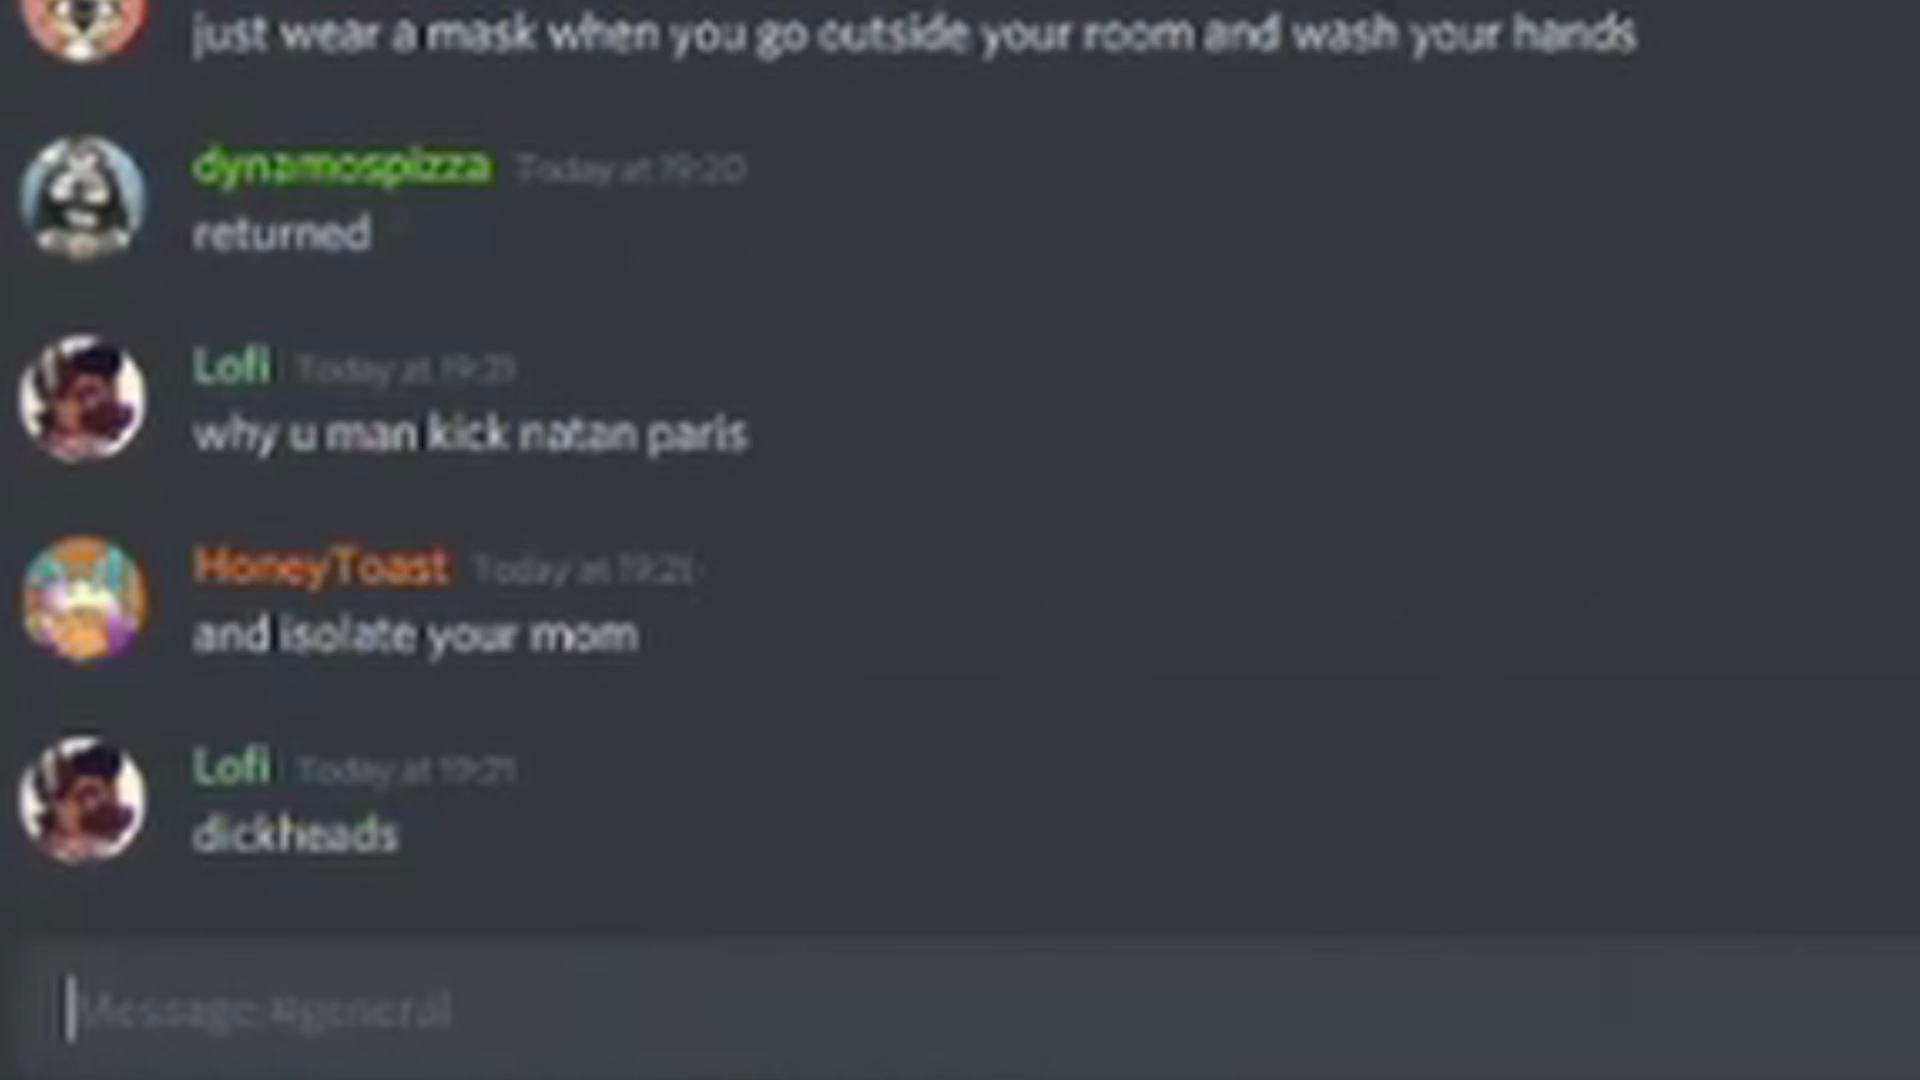 just wear a mask when you go outside your room and wash your hands
dynamospizza Today at 19:20
returned
Lofi Today at 19:21
why u man kick natan paris
HoneyToast Today at 19:21
and isolate your mom
Lofi Today at 19:21
dickheads
Message #general